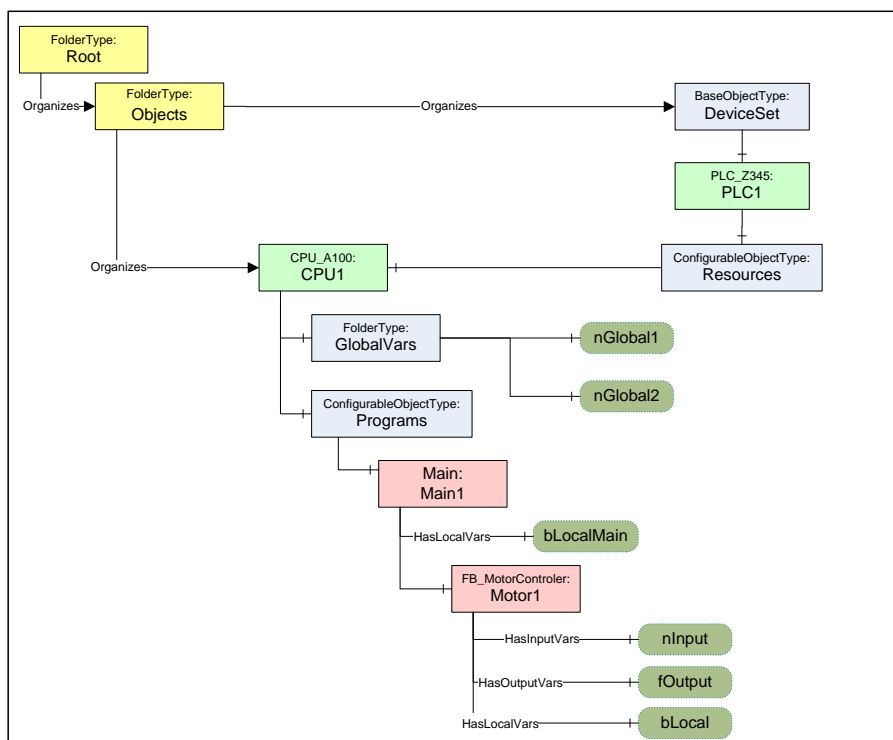 FolderType:
Root
Organizes
FolderType:
Objects
Organizes
BaseObjectType:
DeviceSet
PLC_Z345:
PLC1
Organizes
CPU_A100:
CPU1
ConfigurableObjectType:
Resources
FolderType:
GlobalVars
nGlobal1
nGlobal2
ConfigurableObjectType:
Programs
Main:
Main1
HasLocalVars
bLocalMain
FB_MotorControler:
Motor1
HasInputVars
nInput
HasOutputVars
fOutput
HasLocalVars
bLocal